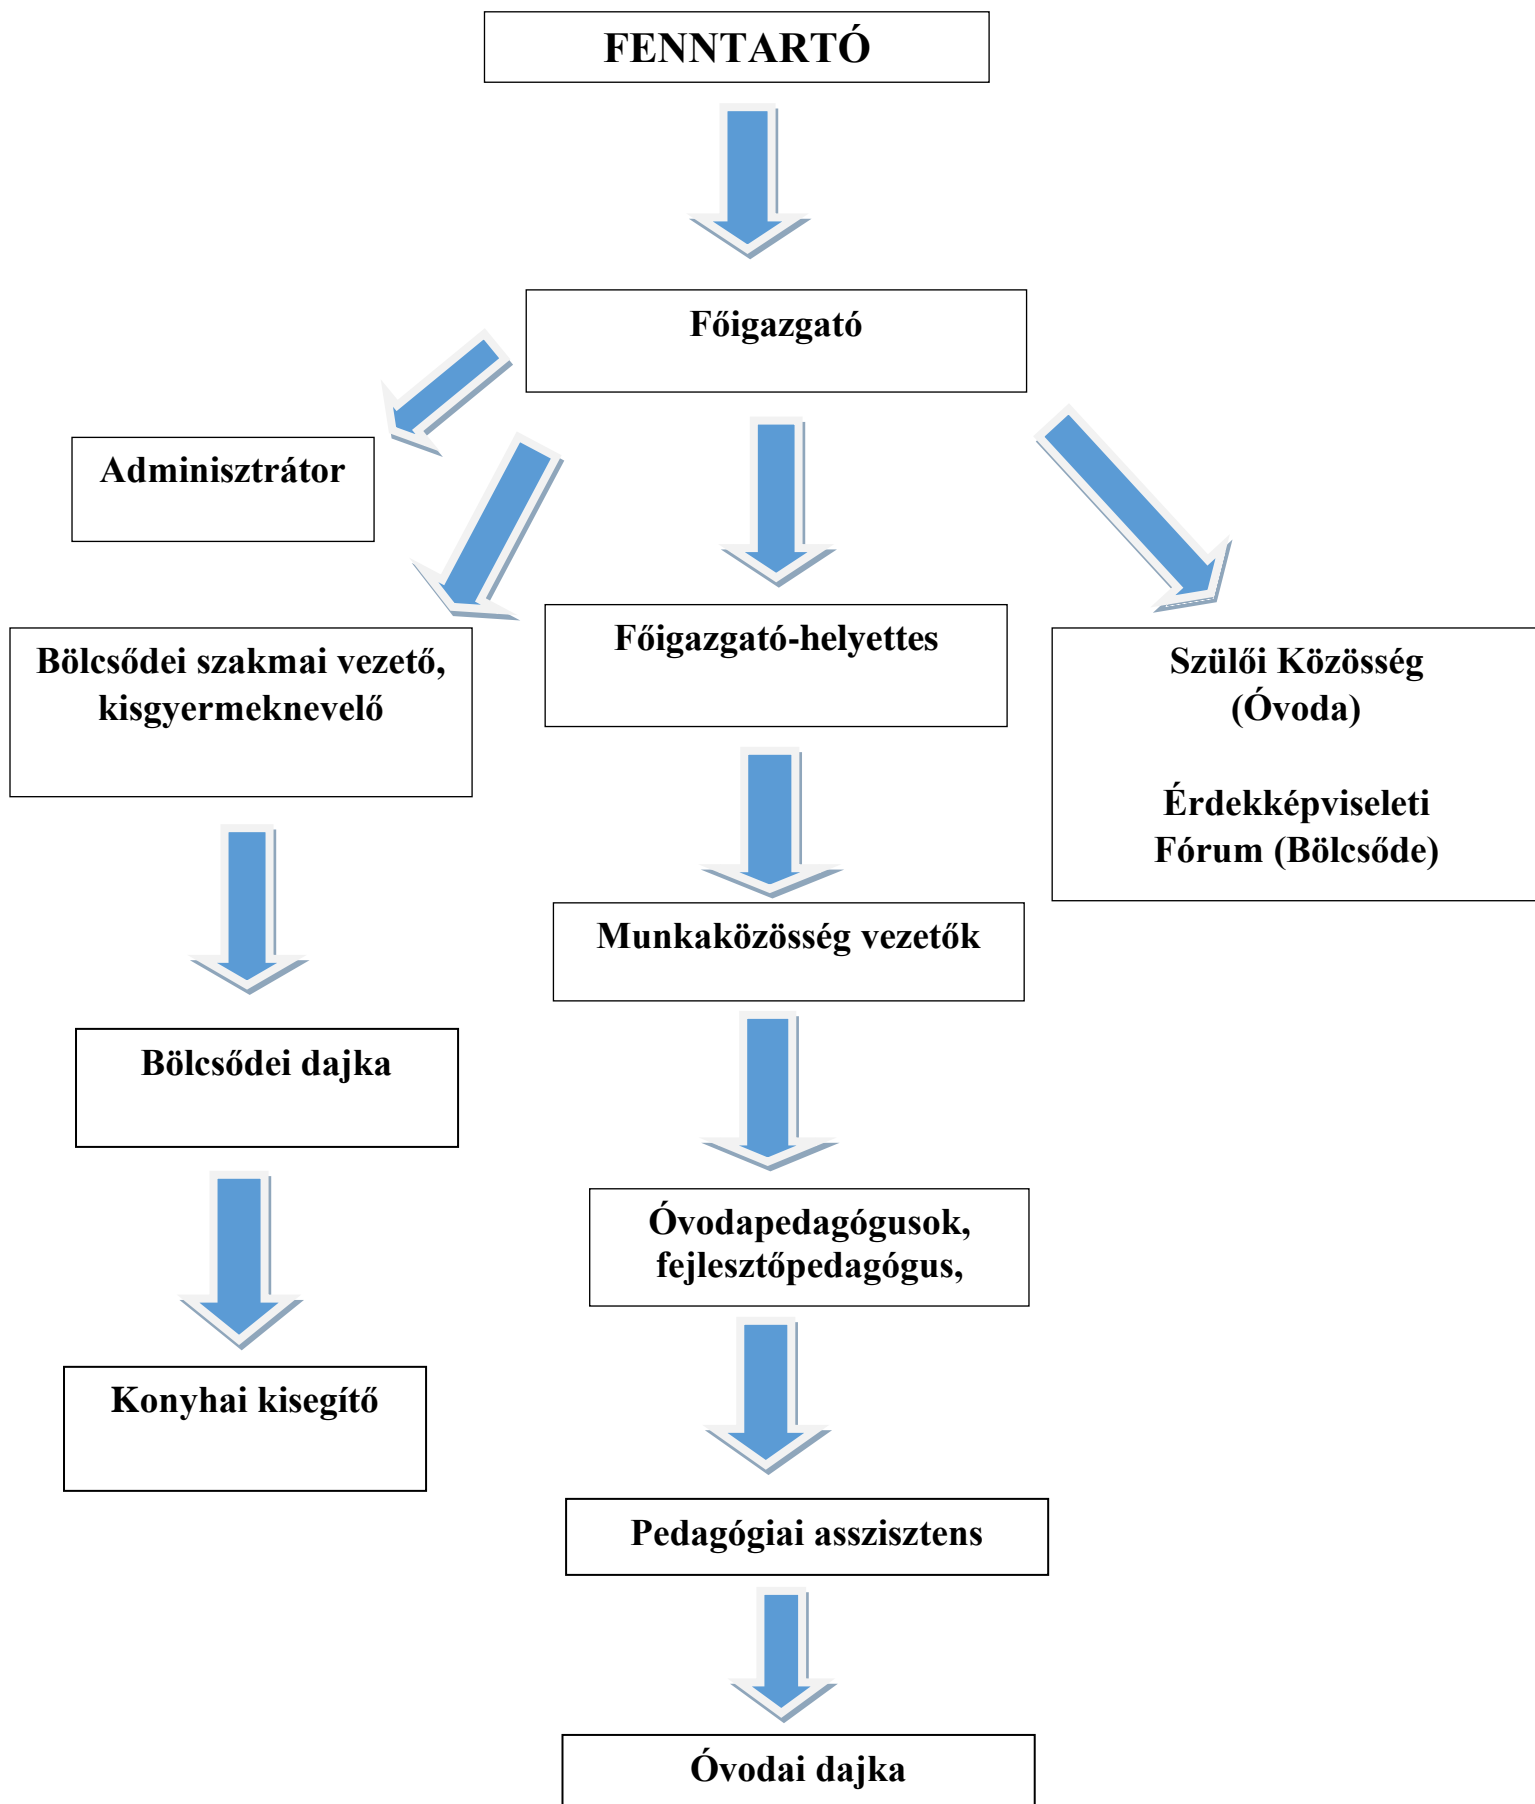 FENNTARTÓ
Főigazgató
Adminisztrátor
Bölcsődei szakmai vezető,
kisgyermeknevelő
Főigazgató-helyettes
Szülői Közösség
(Óvoda)
Érdekképviseleti
Fórum (Bölcsőde)
Munkaközösség vezetők
Bölcsődei dajka
Óvodapedagógusok,
fejlesztőpedagógus,
Konyhai kisegítő
Pedagógiai asszisztens
Óvodai dajka